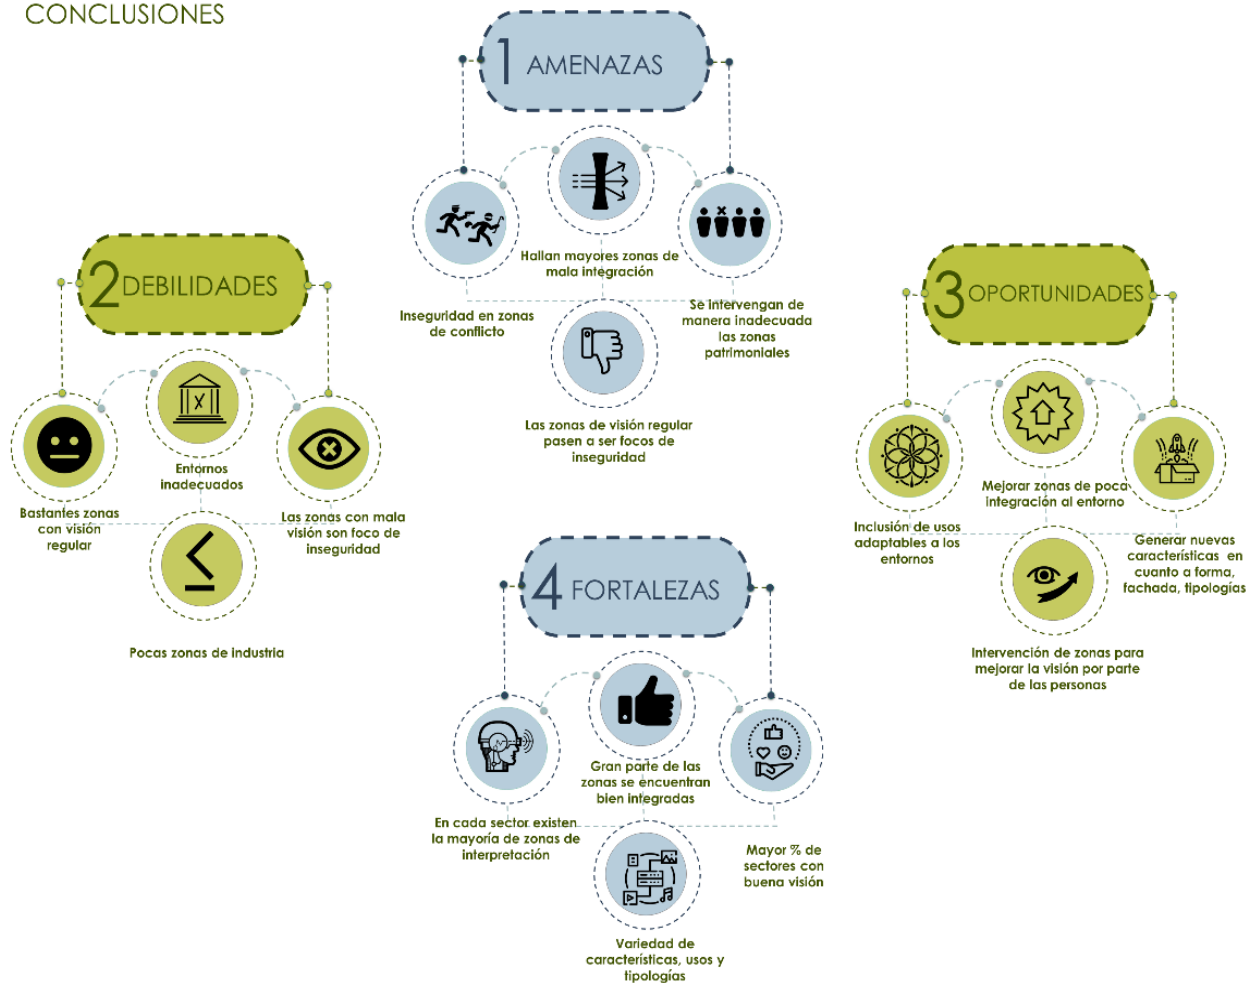 CONCLUSIONES
1 AMENAZAS
Hallan mayores zonas de
mala integración
Inseguridad en zonas
de conflicto
Se intervengan de
manera inadecuada
las zonas
patrimoniales
Las zonas de visión regular
pasen a ser focos de
inseguridad
2 DEBILIDADES
Entornos
inadecuados
Bastantes zonas
con visión
regular
Las zonas con mala
visión son foco de
inseguridad
Pocas zonas de industria
3 OPORTUNIDADES
Mejorar zonas de poca
integración al entorno
Inclusión de usos
adaptables a los
entornos
Generar nuevas
características en
cuanto a forma,
fachada, tipologías
Intervención de zonas para
mejorar la visión por parte
de las personas
4 FORTALEZAS
Gran parte de las
zonas se encuentran
bien integradas
En cada sector existen
la mayoría de zonas de
interpretación
Mayor % de
sectores con
buena visión
Variedad de
características, usos y
tipologías